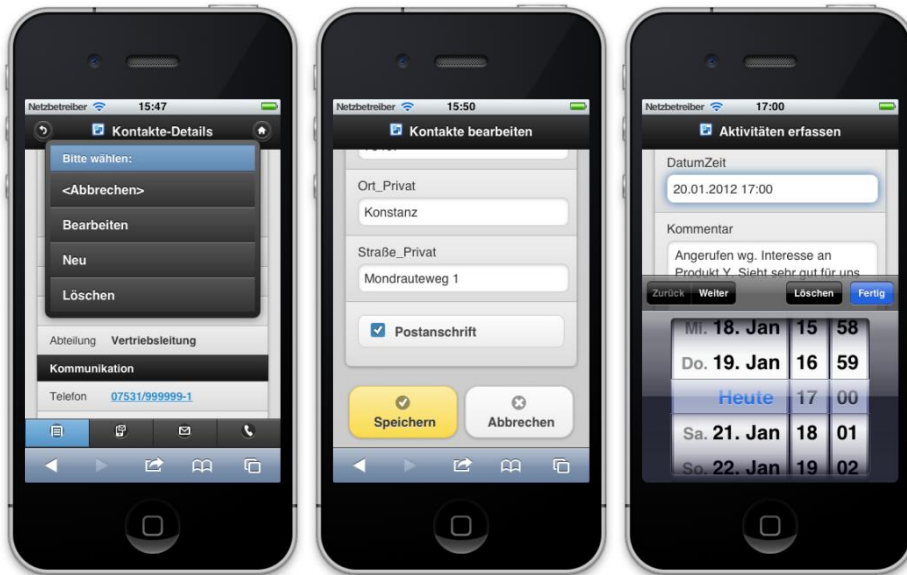 Netzbetreiber 15:47
Kontakte-Details
Bitte wählen:
<Abbrechen>
Bearbeiten
Neu
Löschen
Abteilung Vertriebsleitung
Kommunikation
Telefon 07531/999999-1
Netzbetreiber 15:50
Kontakte bearbeiten
Ort_Privat
Konstanz
Straße_Privat
Mondrauteweg 1
Postanschrift
Speichern Abbrechen
Netzbetreiber 17:00
Aktivitäten erfassen
DatumZeit
20.01.2012 17:00
Kommentar
Angerufen wg. Interesse an
Produkt Y. Sieht sehr gut für uns
Zurück Weiter Löschen Fertig
Mi. 18. Jan 15 58
Do. 19. Jan 16 59
Heute 17 00
Sa. 21. Jan 18 01
So. 22. Jan 19 02